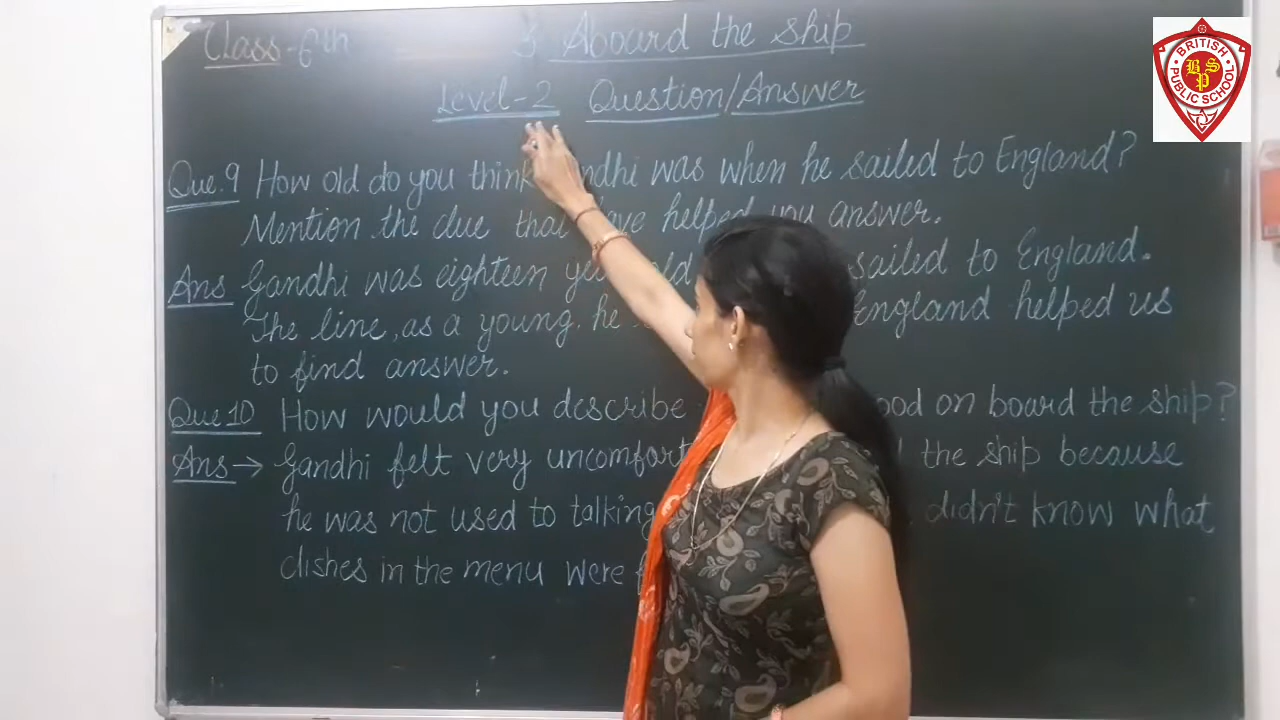 Class-6th
3 Aboard the ship
BRITISH
BSP
PUBLIC SCHOOL
Level-2 Question/Answer
Que.9 How old do you think was when he sailed to England?
Mention the clue that have helped you answer.
Ans Gandhi was eighteen old sailed to England.
The line, as a young. he England helped us
to find answer.
Que 10 How would you describe on board the ship?
Ans → Gandhi felt very the ship because
he was not used to talking didn't know what
dishes in the menu were